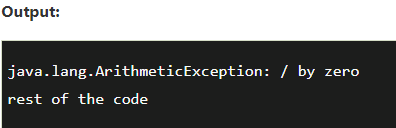 Output:
java.lang.ArithmeticException: / by zero
rest of the code